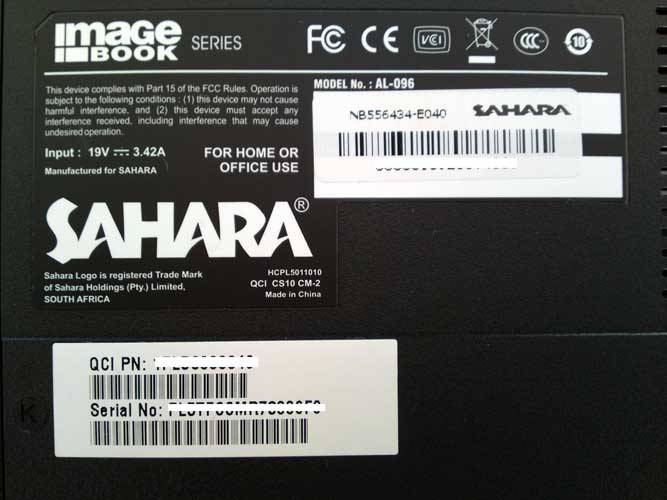 IMAGE BOOK SERIES
FC CE VCI CCC 10
This device complies with Part 15 of the FCC Rules. Operation is
subject to the following conditions : (1) this device may not cause
harmful interference, and (2) this device must accept any
interference received, including interference that may cause
undesired operation.
Input : 19V 3.42A
Manufactured for SAHARA
FOR HOME OR
OFFICE USE
MODEL No. : AL-096
NB556434-E040 SAHARA
SAHARA®
Sahara Logo is registered Trade Mark
of Sahara Holdings (Pty.) Limited,
SOUTH AFRICA
HCPL5011010
QCI CS10 CM-2
Made in China
QCI PN:
Serial No:
K